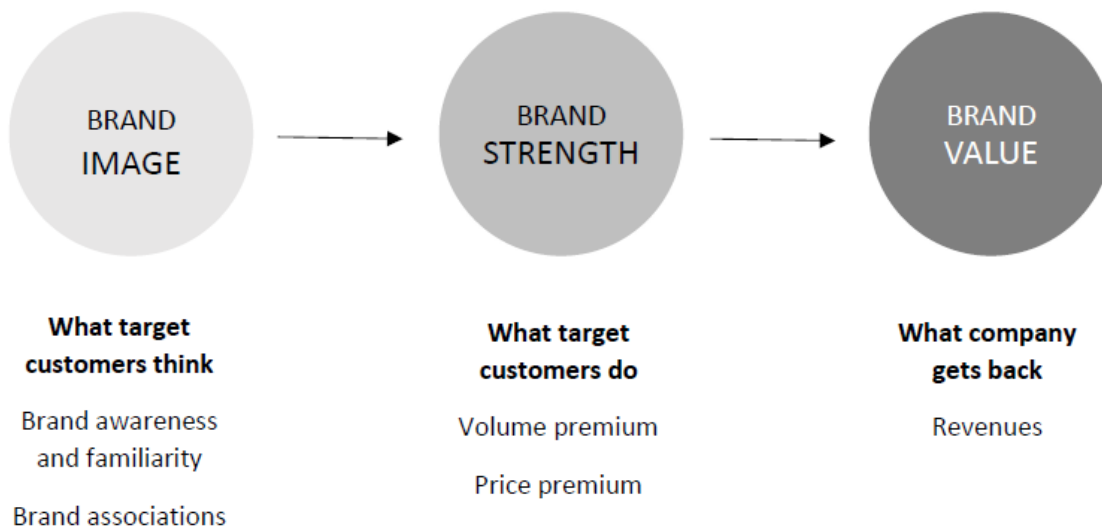 BRAND
IMAGE
BRAND
STRENGTH
BRAND
VALUE
What target
customers think
Brand awareness
and familiarity
Brand associations
What target
customers do
Volume premium
Price premium
What company
gets back
Revenues